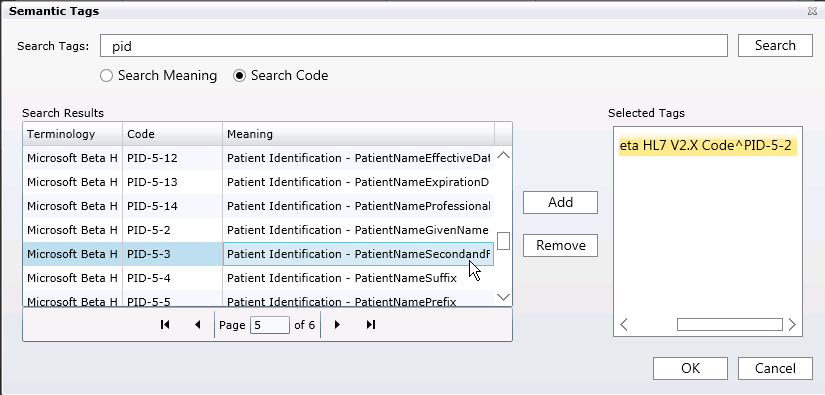 Semantic Tags
Search Tags: pid Search
Search Meaning Search Code
Search Results Selected Tags
Terminology Code Meaning
Microsoft Beta H PID-5-12 Patient Identification - PatientNameEffectiveDat
Microsoft Beta H PID-5-13 Patient Identification - PatientNameExpirationD
Microsoft Beta H PID-5-14 Patient Identification - PatientNameProfessional
Microsoft Beta H PID-5-2 Patient Identification - PatientNameGivenName
Microsoft Beta H PID-5-3 Patient Identification - PatientNameSecondandF
Microsoft Beta H PID-5-4 Patient Identification - PatientNameSuffix
Microsoft Beta H PID-5-5 Patient Identification - PatientNamePrefix
Page 5 of 6
Add
Remove
eta HL7 V2.X Code^PID-5-2
OK Cancel